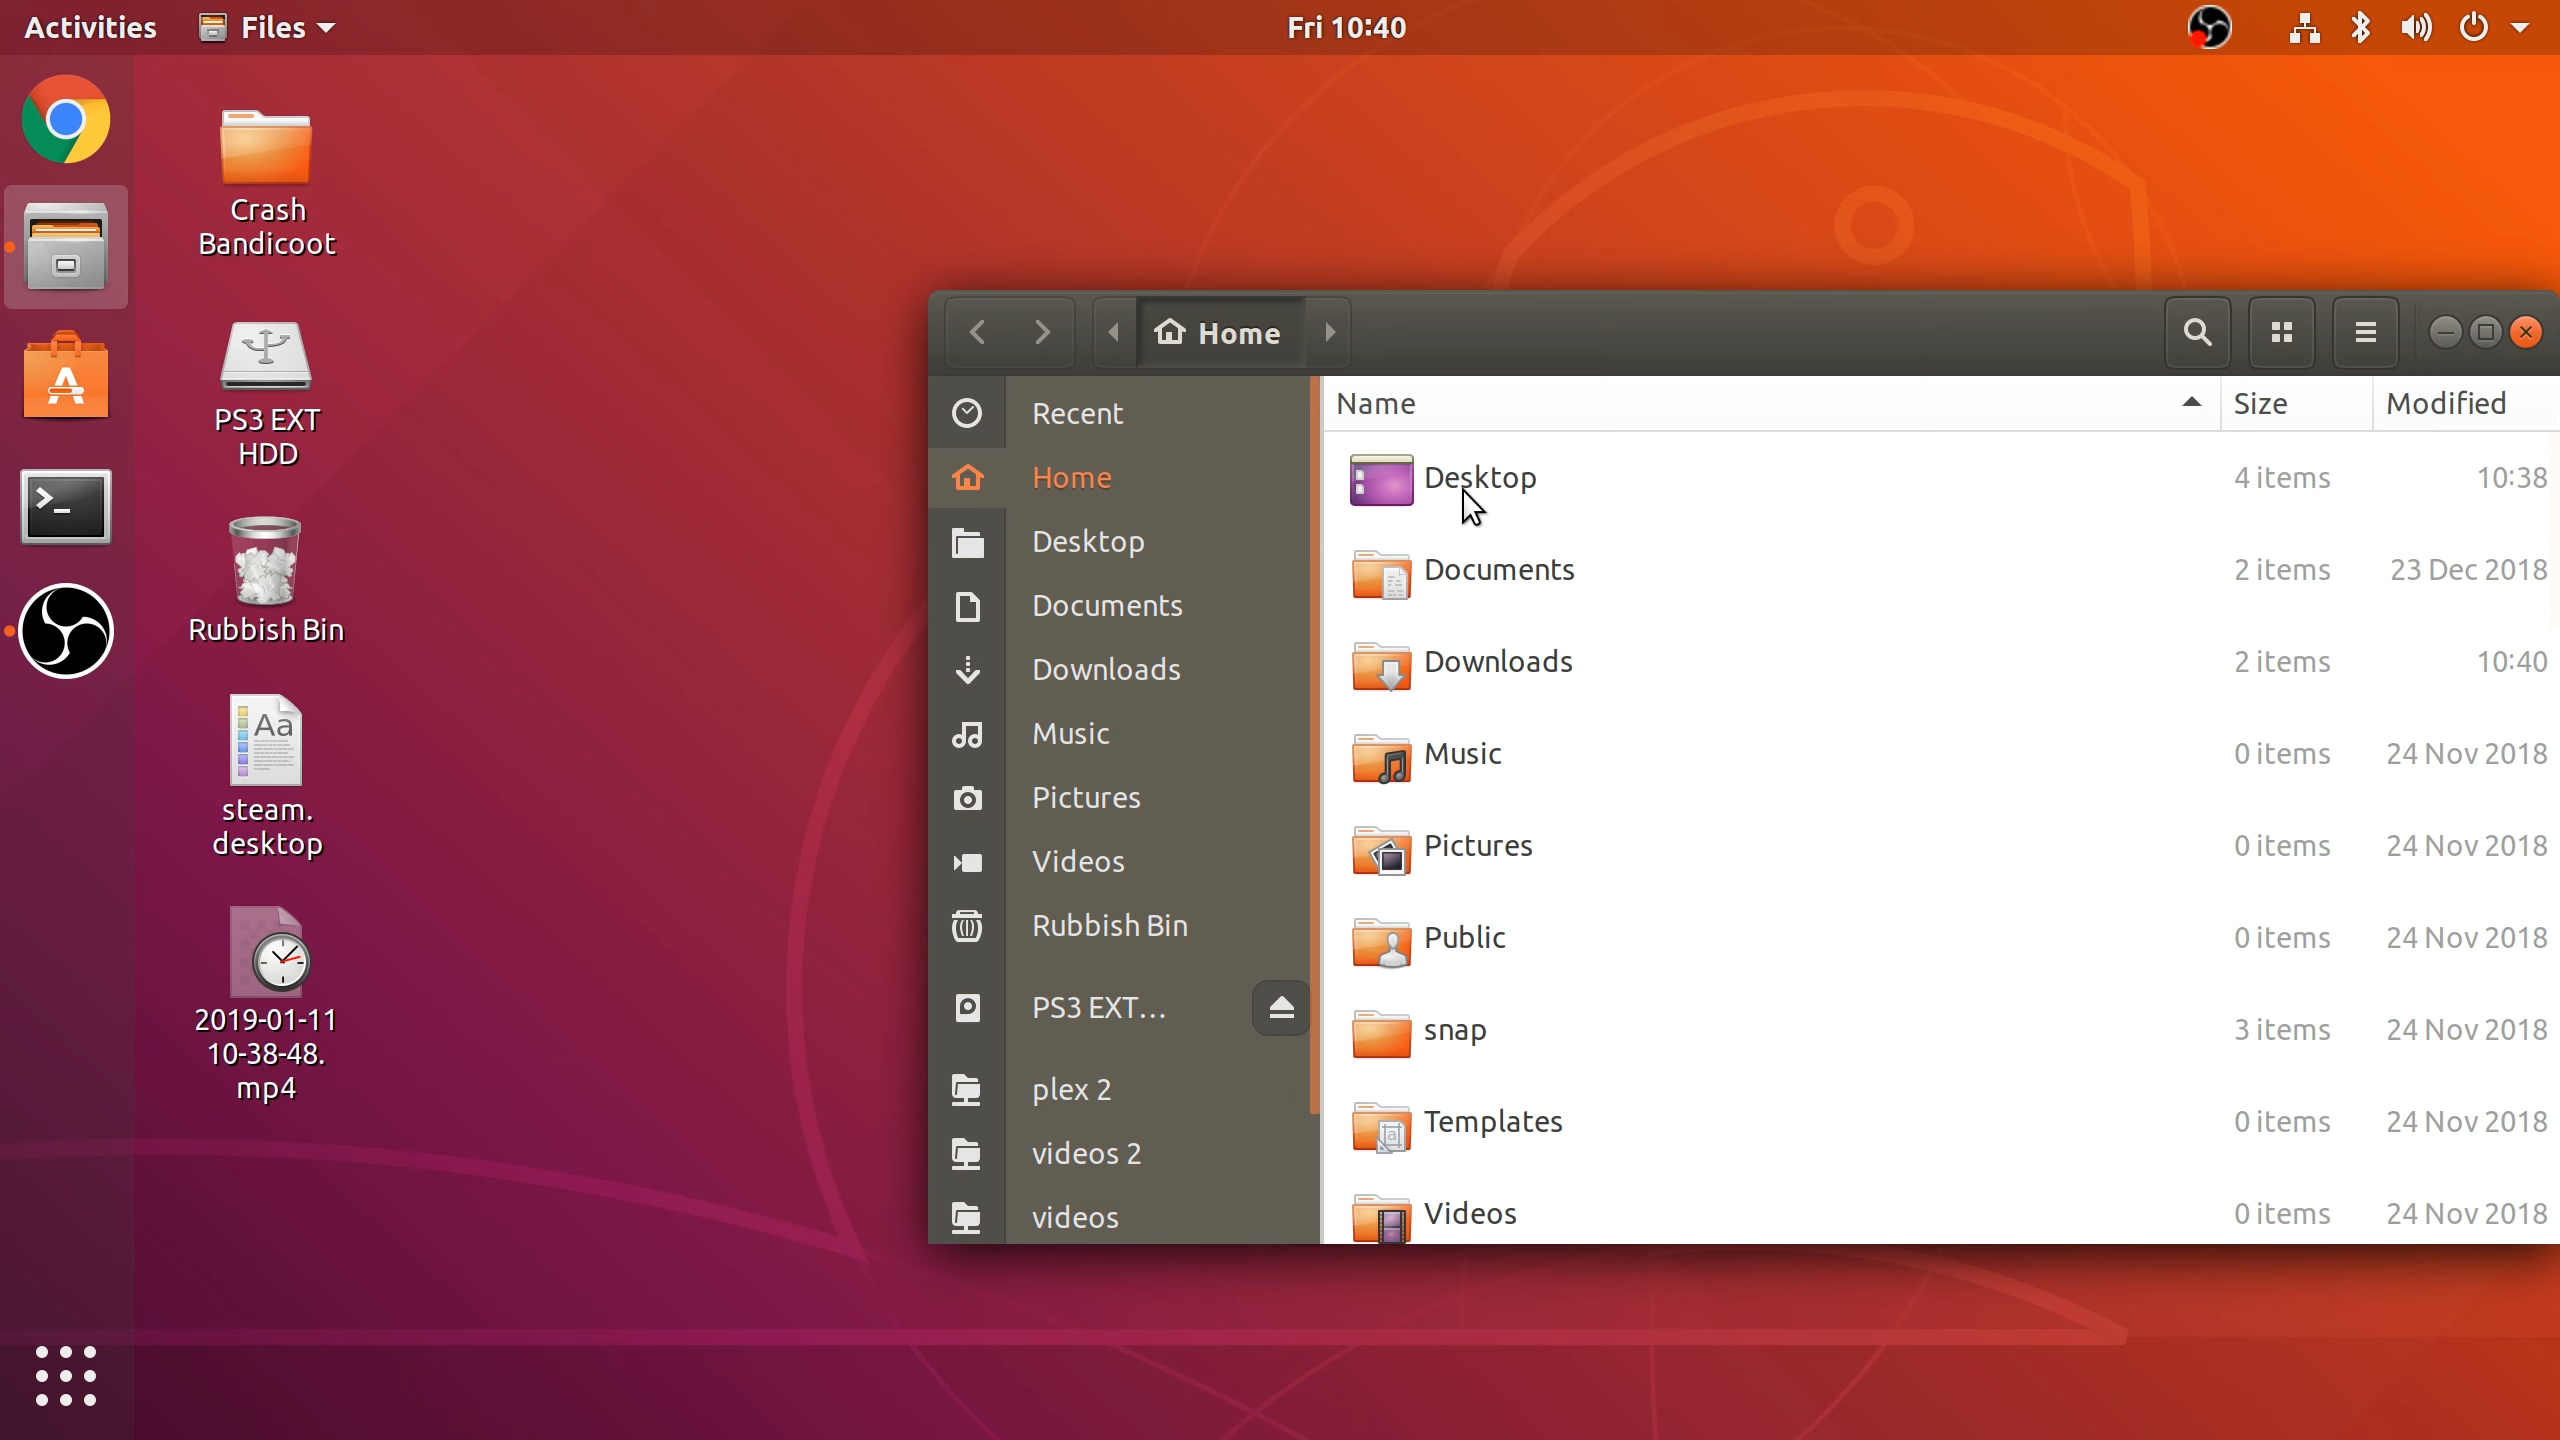 Activities
Files
Fri 10:40
Crash
Bandicoot
PS3 EXT
HDD
Rubbish Bin
Aa
steam.
desktop
2019-01-11
10-38-48.
mp4
Home
Recent
Home
Desktop
Documents
Downloads
Music
Pictures
Videos
Rubbish Bin
PS3 EXT…
plex 2
videos 2
videos
Name Size Modified
Desktop 4 items 10:38
Documents 2 items 23 Dec 2018
Downloads 2 items 10:40
Music 0 items 24 Nov 2018
Pictures 0 items 24 Nov 2018
Public 0 items 24 Nov 2018
snap 3 items 24 Nov 2018
Templates 0 items 24 Nov 2018
Videos 0 items 24 Nov 2018